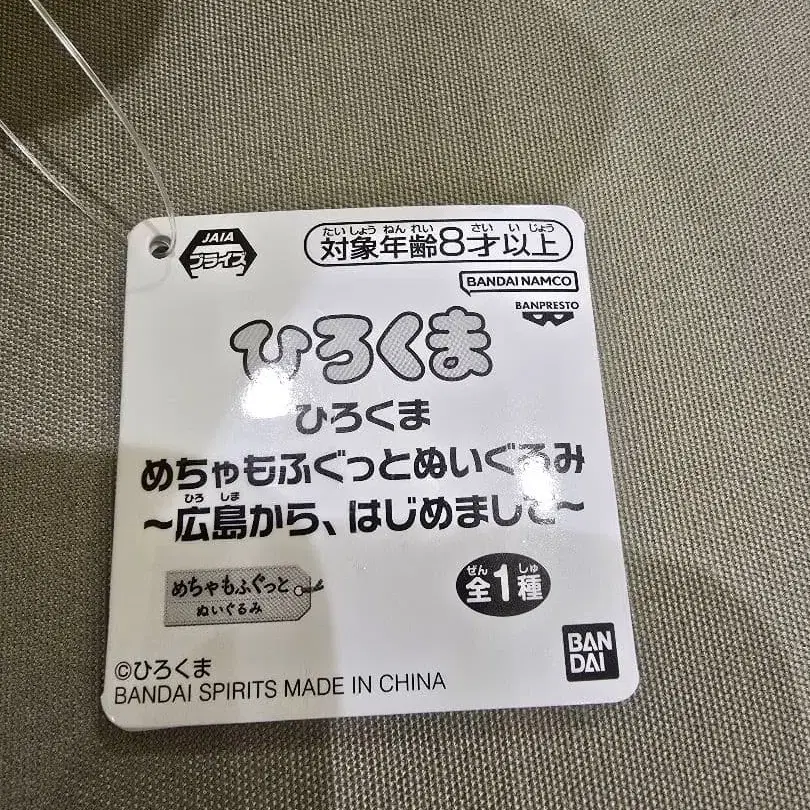 JAIA
プライズ
たいしょうねんれい さいいじょう
対象年齢8才以上
BANDAI NAMCO
BANPRESTO
ひろくま
ひろくま
めちゃもふぐっとぬいぐるみ
ひろ しま
~広島から、はじめまして~
めちゃもふぐっと
ぬいぐるみ
ぜん しゅ
全1種
BAN
DAI
©ひろくま
BANDAI SPIRITS MADE IN CHINA